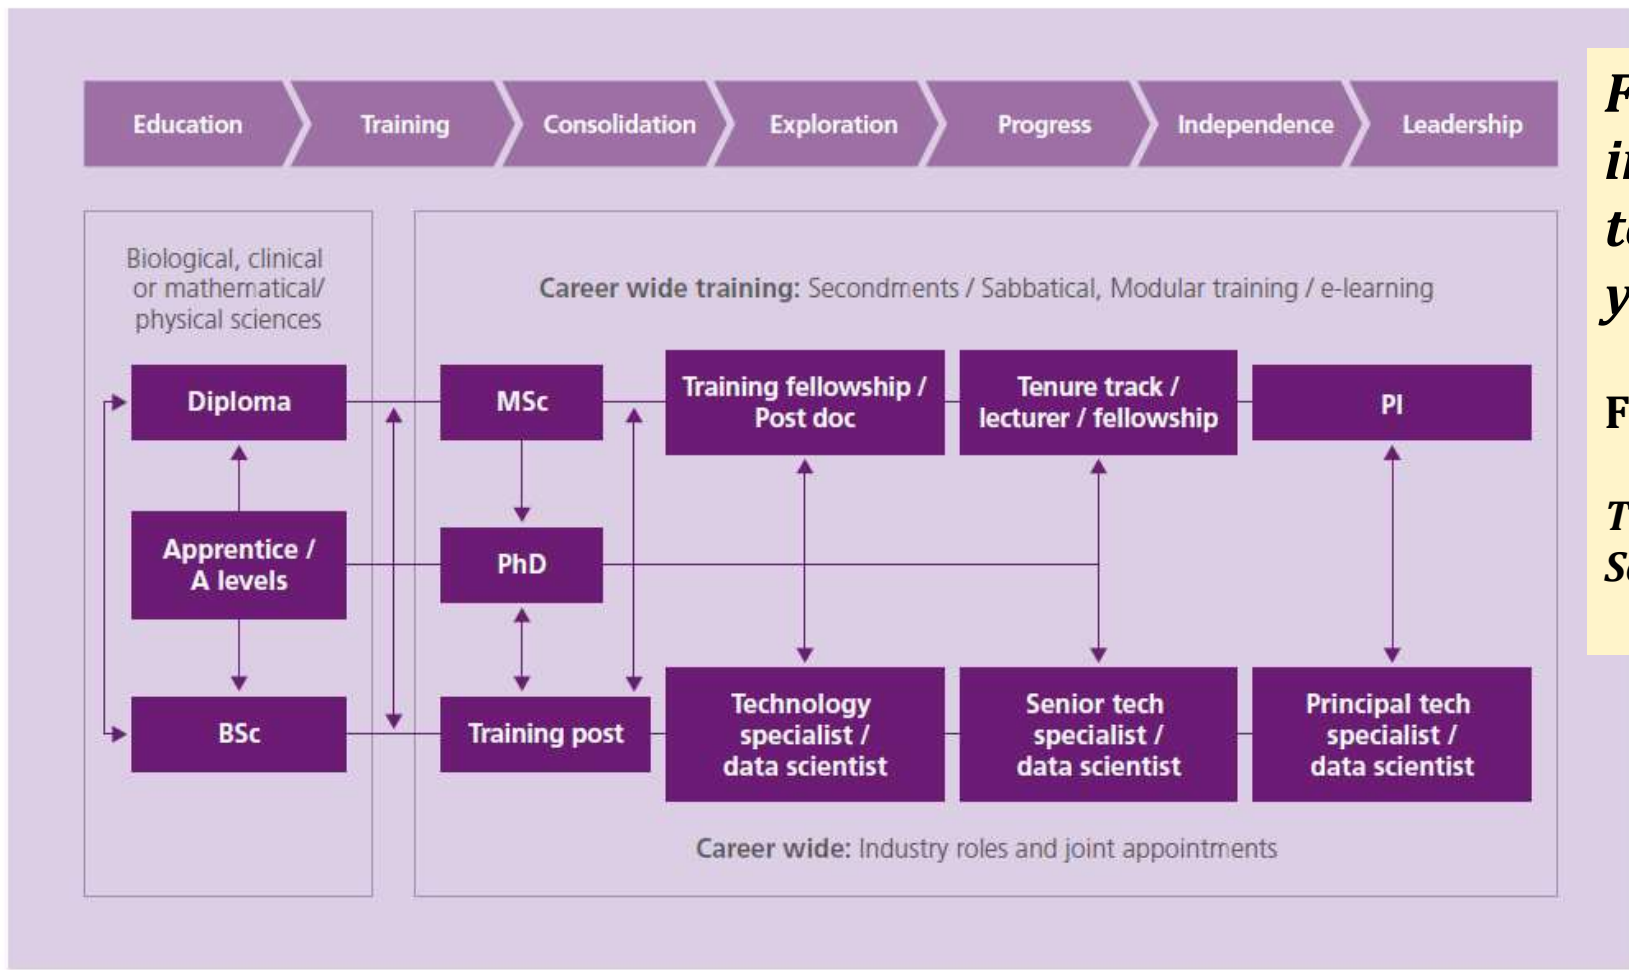 Education
Training
Consolidation
Exploration
Progress
Independence
Leadership
Biological, clinical
or mathematical/
physical sciences
Career wide training: Secondments / Sabbatical, Modular training / e-learning
Diploma
MSc
Training fellowship /
Post doc
Tenure track /
lecturer / fellowship
PI
Apprentice /
A levels
PhD
BSc
Training post
Technology
specialist /
data scientist
Senior tech
specialist /
data scientist
Principal tech
specialist /
data scientist
Career wide: Industry roles and joint appointments